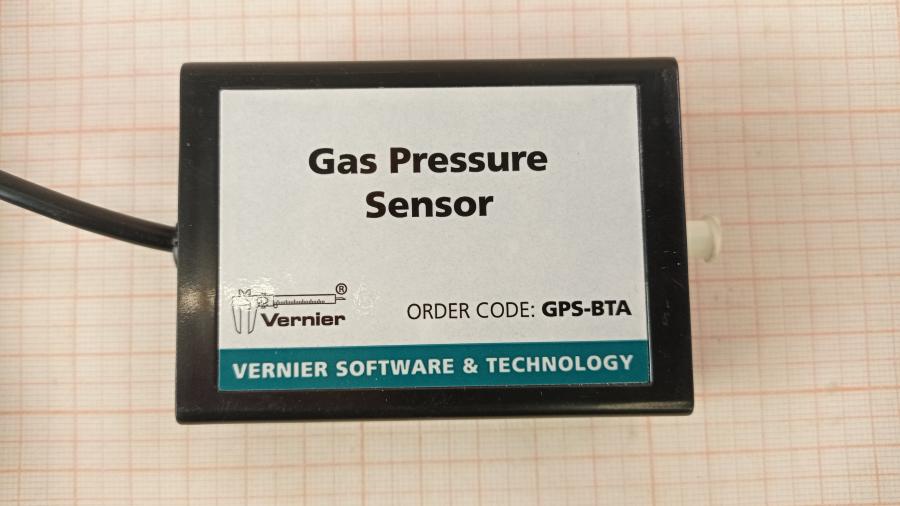 Gas Pressure
Sensor
®
Vernier
ORDER CODE: GPS-BTA
VERNIER SOFTWARE & TECHNOLOGY